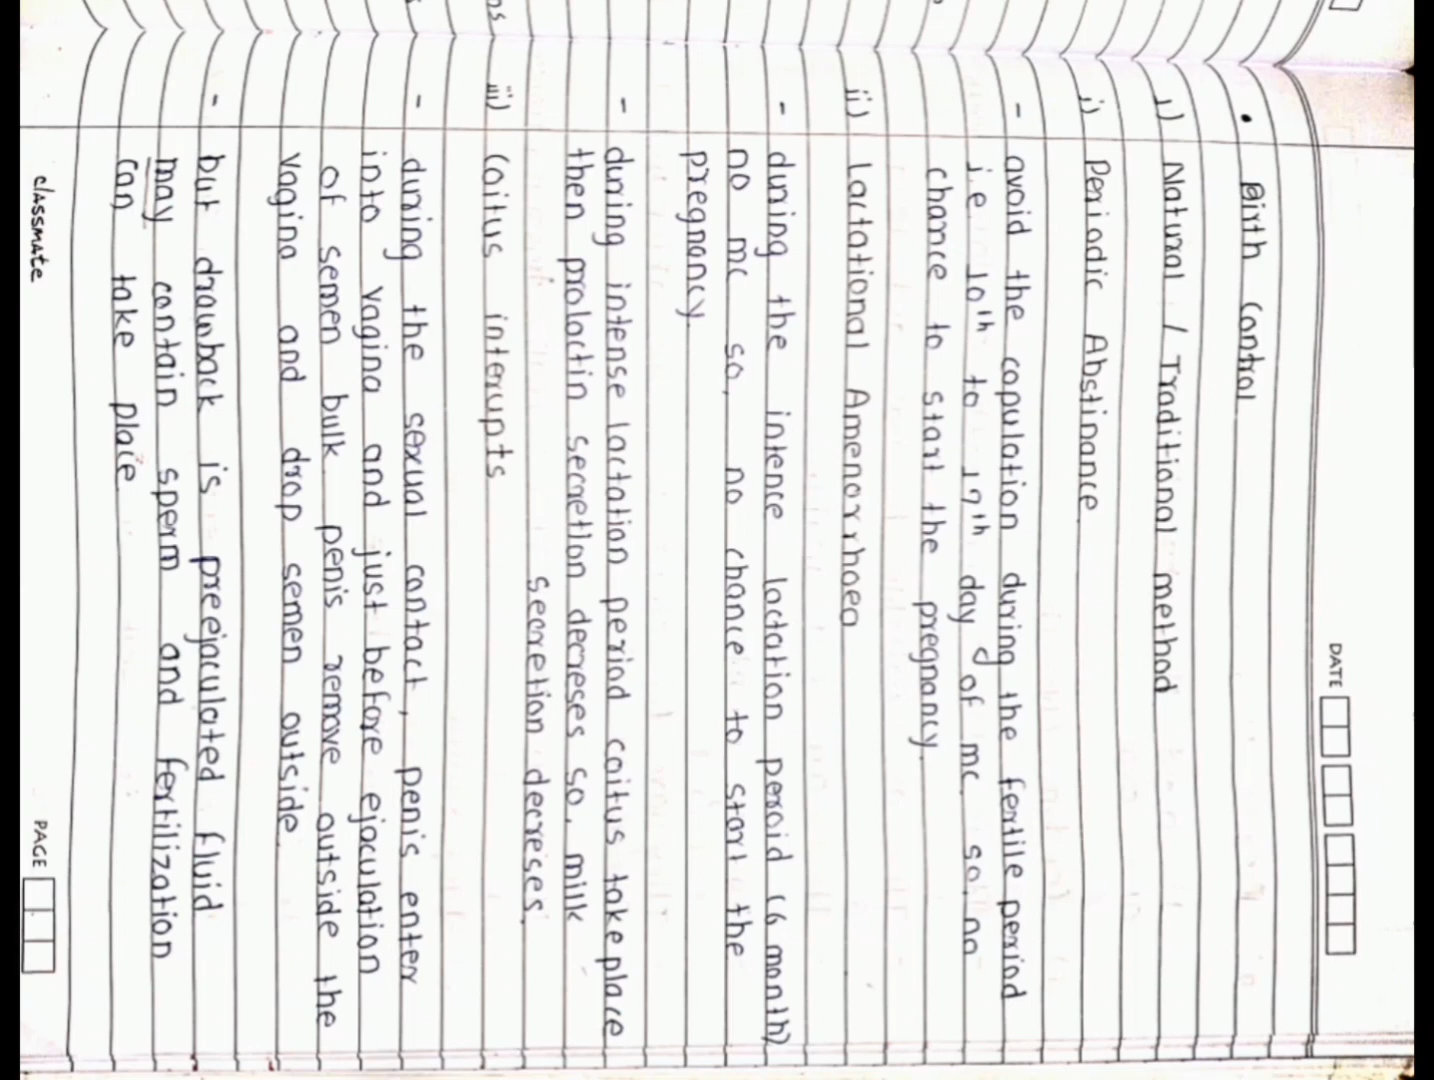 DATE
• Birth Control
1) Natural / Traditional method
i) Periodic Abstinance
- avoid the copulation during the fertile period
i.e 10th to 17th day of mc. so, no
chance to start the pregnancy.
ii) Lactational Amenorrhoea
- during the intence lactation peroid (6 month)
no mc so, no chance to start the
pregnancy.
- during intense lactation period coitus take place
then prolactin secretion decreses so, milk
secretion decreses.
iii) Coitus interupts
- during the sexual contact, penis enter
into vagina and just before ejaculation
of semen bulk penis remove outside the
vagina and drop semen outside.
- but drawback is preejaculated fluid
may contain sperm and fertilization
can take place
classmate
PAGE